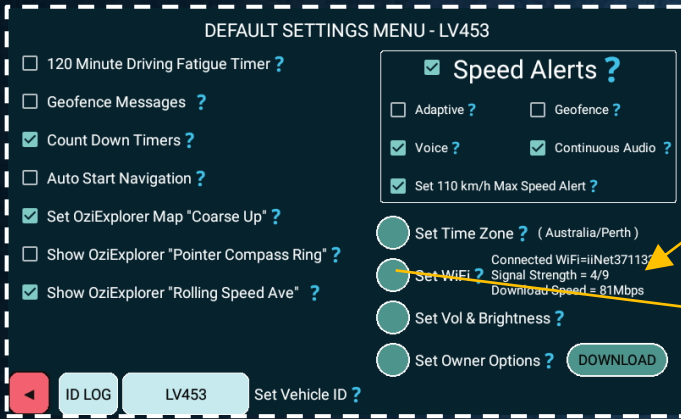 DEFAULT SETTINGS MENU - LV453
120 Minute Driving Fatigue Timer ?
Geofence Messages ?
Count Down Timers ?
Auto Start Navigation ?
Set OziExplorer Map "Coarse Up" ?
Show OziExplorer "Pointer Compass Ring" ?
Show OziExplorer "Rolling Speed Ave" ?
Speed Alerts ?
Adaptive ? Geofence ?
Voice ? Continuous Audio ?
Set 110 km/h Max Speed Alert ?
Set Time Zone ? ( Australia/Perth )
Set WiFi ?
Connected WiFi=
Signal Strength = 4/9
Download Speed = 81Mbps
Set Vol & Brightness ?
Set Owner Options ? DOWNLOAD
ID LOG LV453 Set Vehicle ID ?